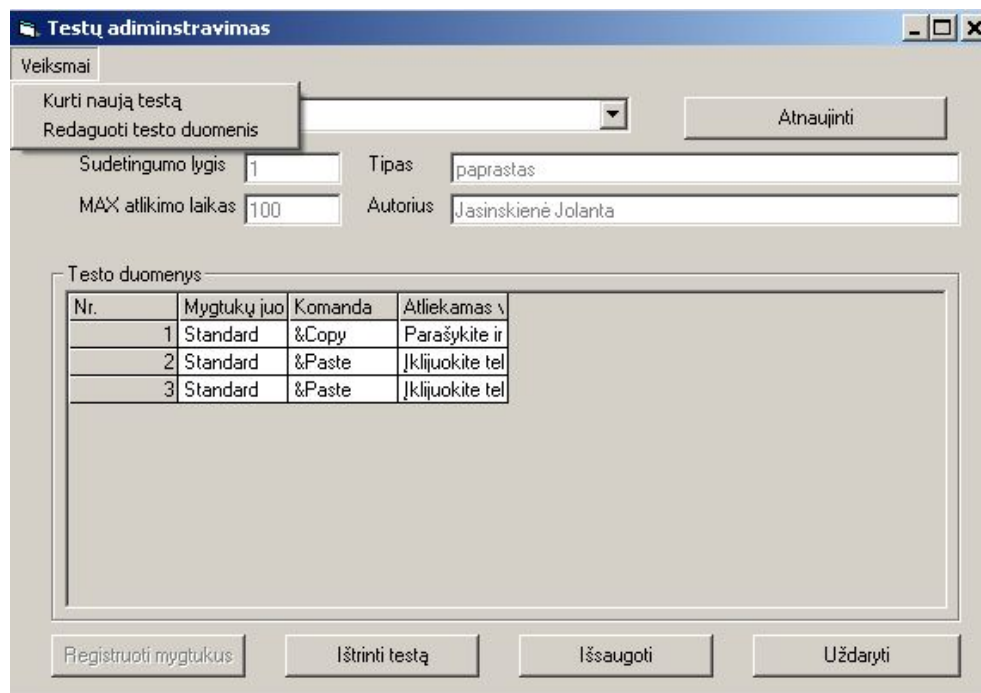 Testų adiminstravimas
Veiksmai
Kurti naują testą
Redaguoti testo duomenis
Atnaujinti
Sudetingumo lygis 1 Tipas paprastas
MAX atlikimo laikas 100 Autorius Jasinskienė Jolanta
Testo duomenys
Nr. Mygtukų juo Komanda Atliekamas v
1 Standard &Copy Parašykite ir
2 Standard &Paste Įklijuokite tel
3 Standard &Paste Įklijuokite tel
Registruoti mygtukus Ištrinti testą Išsaugoti Uždaryti